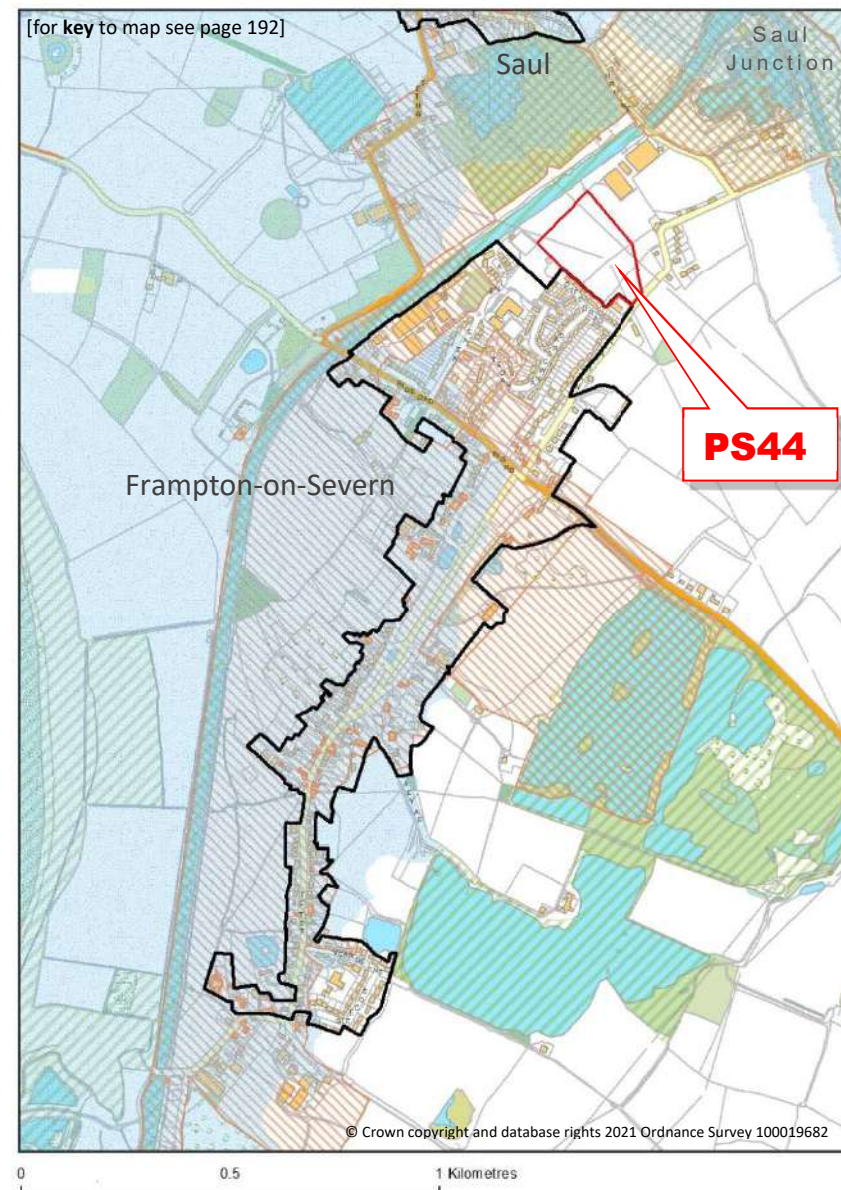 [for key to map see page 192]
Saul
Saul
Junction
PS44
Frampton-on-Severn
© Crown copyright and database rights 2021 Ordnance Survey 100019682
0 0.5 1 Kilometres